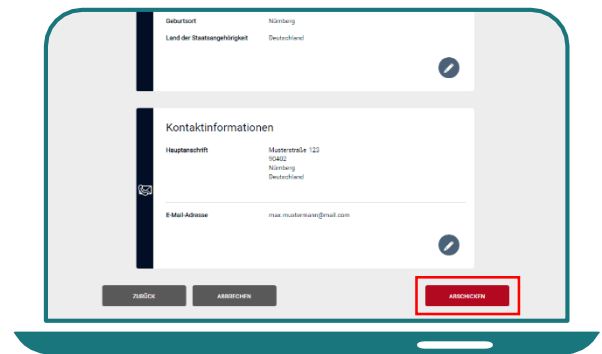 Geburtsort Nürnberg
Land der Staatsangehörigkeit Deutschland
Kontaktinformationen
Hauptanschrift Musterstraße 123
90402
Nürnberg
Deutschland
E-Mail-Adresse max.mustermann@mail.com
ZURÜCK ABBRECHEN ABSCHICKEN